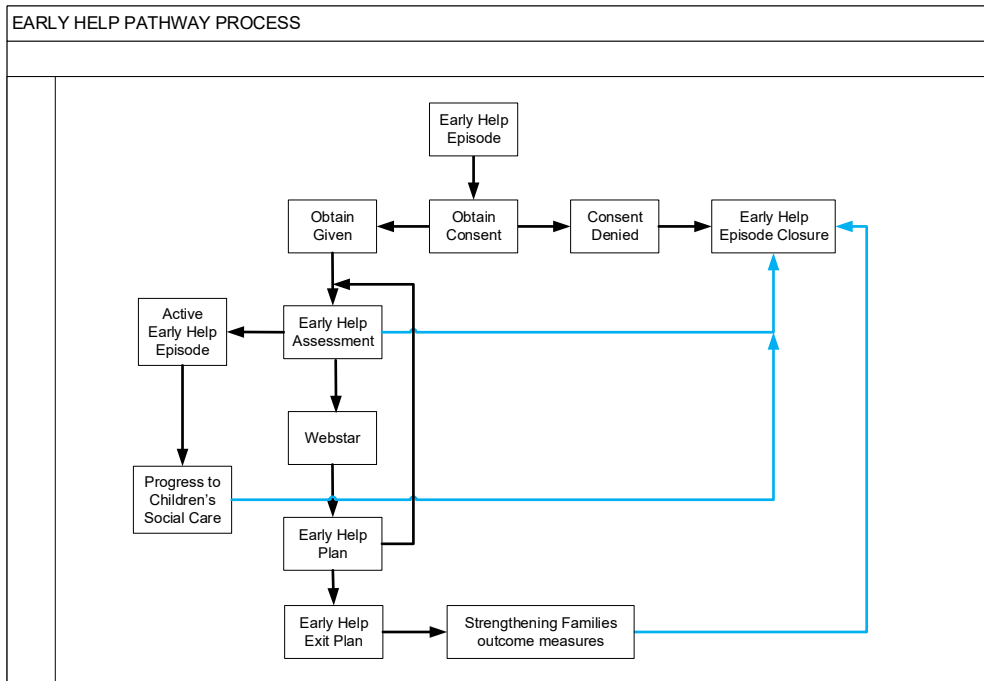 EARLY HELP PATHWAY PROCESS
Early Help
Episode
Obtain
Given
Obtain
Consent
Consent
Denied
Early Help
Episode Closure
Active
Early Help
Episode
Early Help
Assessment
Webstar
Progress to
Children's
Social Care
Early Help
Plan
Early Help
Exit Plan
Strengthening Families
outcome measures